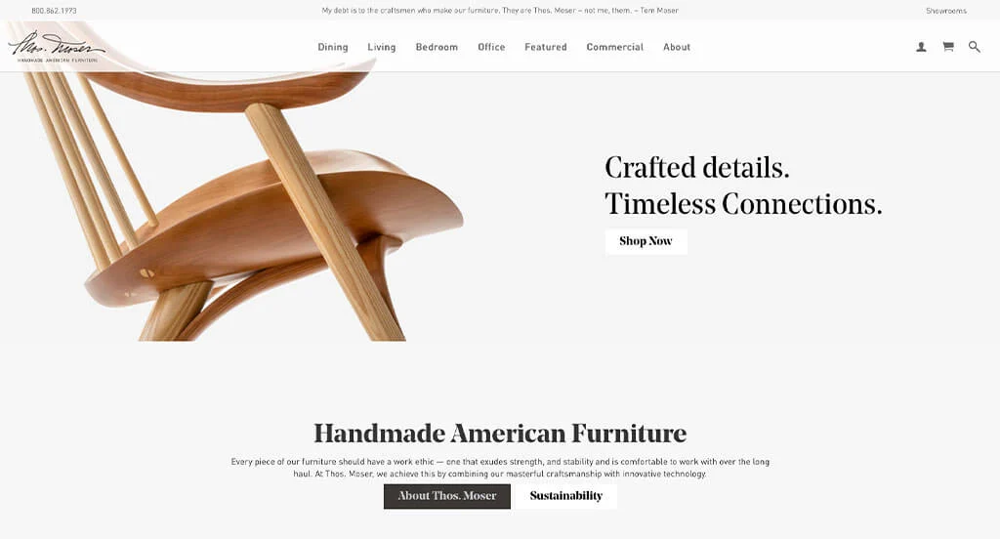 800.862.1973
My debt is to the craftsmen who make our furniture. They are Thos. Moser – not me, them. – Tom Moser
Showrooms
Thos. Moser
HANDMADE AMERICAN FURNITURE
Dining
Living
Bedroom
Office
Featured
Commercial
About
Crafted details.
Timeless Connections.
Shop Now
Handmade American Furniture
Every piece of our furniture should have a work ethic — one that exudes strength, and stability and is comfortable to work with over the long
haul. At Thos. Moser, we achieve this by combining our masterful craftsmanship with innovative technology.
About Thos. Moser
Sustainability